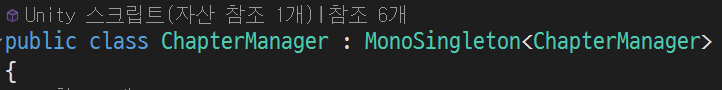 Unity 스크립트(자산 참조 1개)|참조 6개
public class ChapterManager : MonoSingleton<ChapterManager>
{